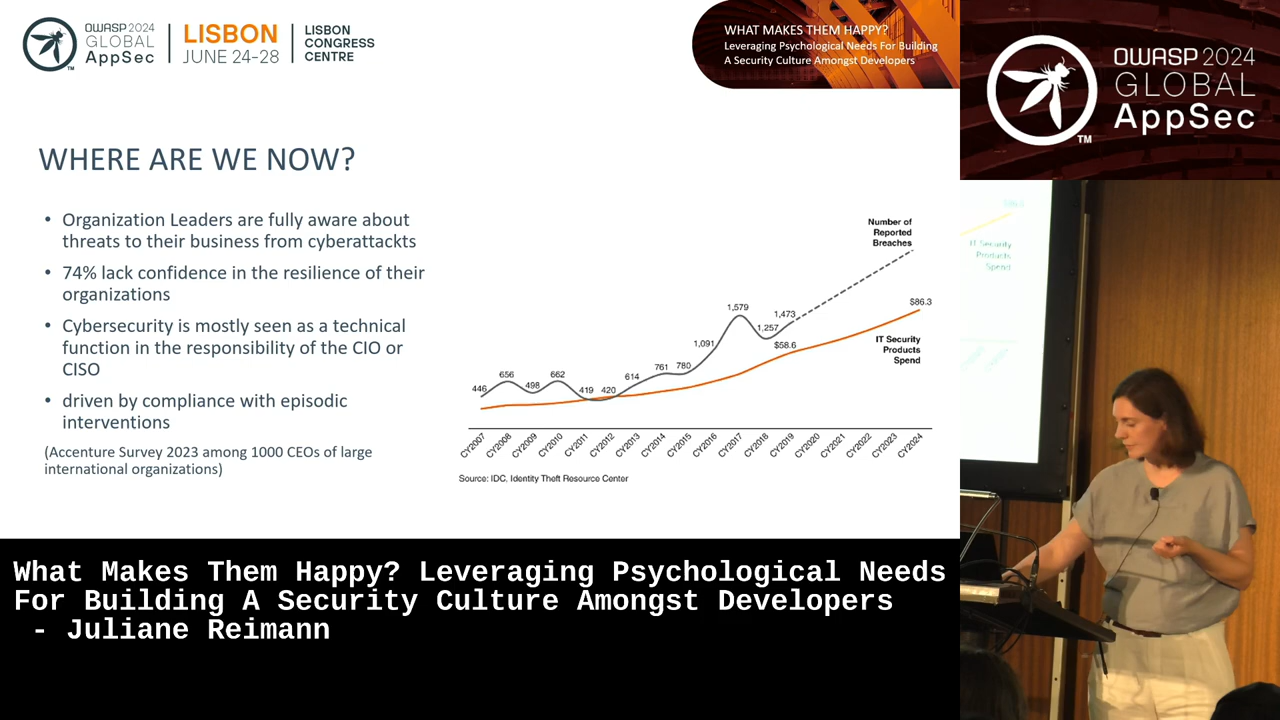 OWASP 2024
GLOBAL
AppSec
TM
LISBON
JUNE 24-28
LISBON
CONGRESS
CENTRE
WHAT MAKES THEM HAPPY?
Leveraging Psychological Needs For Building
A Security Culture Amongst Developers
OWASP 2024
GLOBAL
AppSec
TM
WHERE ARE WE NOW?
• Organization Leaders are fully aware about
threats to their business from cyberattackts
• 74% lack confidence in the resilience of their
organizations
• Cybersecurity is mostly seen as a technical
function in the responsibility of the CIO or
CISO
• driven by compliance with episodic
interventions
(Accenture Survey 2023 among 1000 CEOs of large
international organizations)
Number of
Reported
Breaches
446
656
498
662
419
420
614
761
780
1,091
1,579
1,257
1,473
$58.6
$86.3
IT Security
Products
Spend
CY2007
CY2008
CY2009
CY2010
CY2011
CY2012
CY2013
CY2014
CY2015
CY2016
CY2017
CY2018
CY2019
CY2020
CY2021
CY2022
CY2023
CY2024
Source: IDC, Identity Theft Resource Center
IT Security
Products
Spend
What Makes Them Happy? Leveraging Psychological Needs
For Building A Security Culture Amongst Developers
- Juliane Reimann